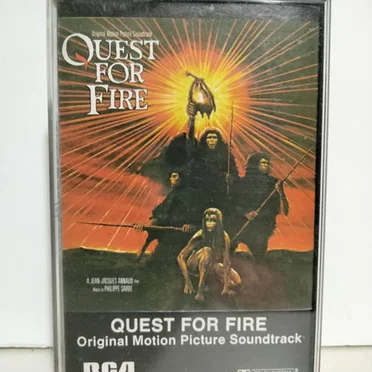 Original Motion Picture Soundtrack
QUEST
FOR
FIRE
A JEAN-JACQUES ANNAUD Film
Music by PHILIPPE SARDE
QUEST FOR FIRE
Original Motion Picture Soundtrack
RCA